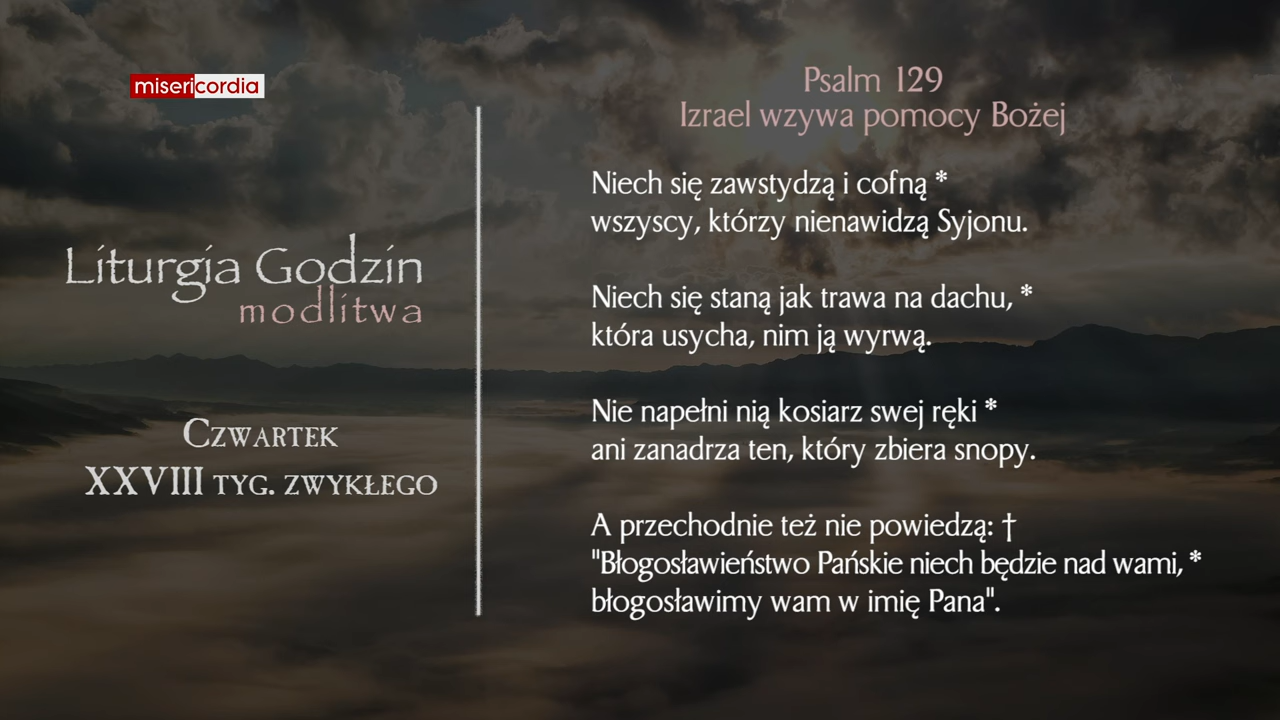 misericordia
Liturgia Godzin
modlitwa
Czwartek
XXVIII tyg. zwykłego
Psalm 129
Izrael wzywa pomocy Bożej
Niech się zawstydzą i cofną *
wszyscy, którzy nienawidzą Syjonu.
Niech się staną jak trawa na dachu, *
która usycha, nim ją wyrwą.
Nie napełni nią kosiarz swej ręki *
ani zanadrza ten, który zbiera snopy.
A przechodnie też nie powiedzą: †
"Błogosławieństwo Pańskie niech będzie nad wami, *
błogosławimy wam w imię Pana".